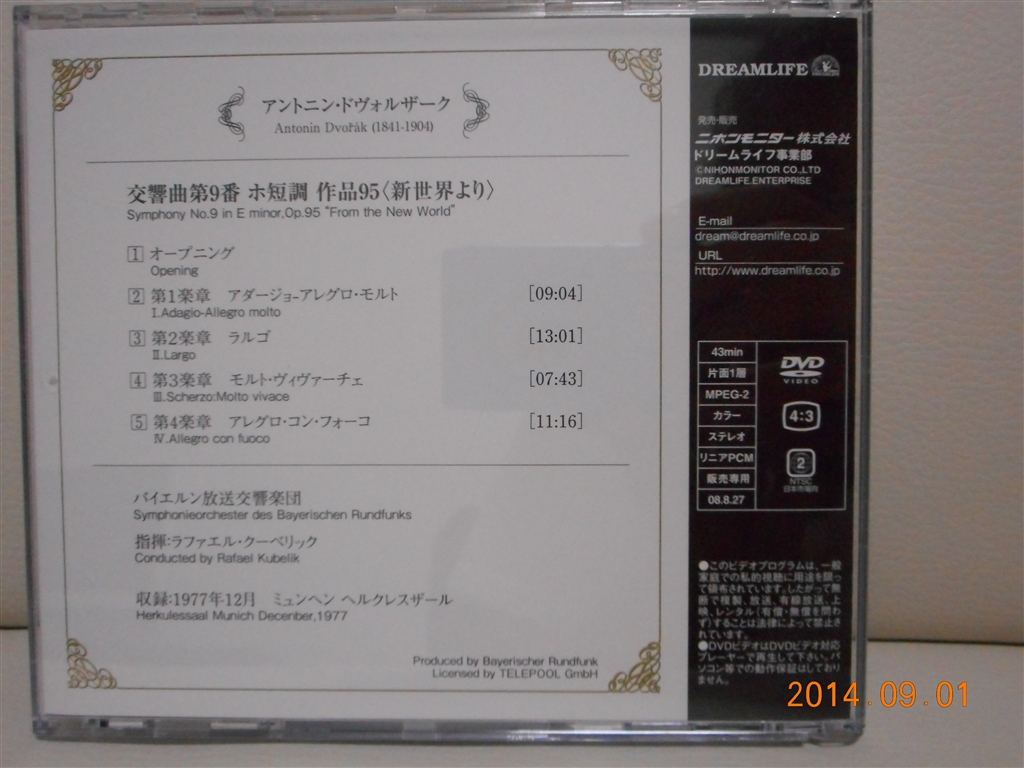 アントニン・ドヴォルザーク
Antonin Dvořák (1841-1904)
交響曲第9番 ホ短調 作品95〈新世界より〉
Symphony No.9 in E minor,Op.95 "From the New World"
1 オープニング
Opening
2 第1楽章 アダージョ-アレグロ・モルト [09:04]
I.Adagio-Allegro molto
3 第2楽章 ラルゴ [13:01]
II.Largo
4 第3楽章 モルト・ヴィヴァーチェ [07:43]
III.Scherzo:Molto vivace
5 第4楽章 アレグロ・コン・フォーコ [11:16]
IV.Allegro con fuoco
バイエルン放送交響楽団
Symphonieorchester des Bayerischen Rundfunks
指揮:ラファエル・クーベリック
Conducted by Rafael Kubelik
収録:1977年12月 ミュンヘン ヘルクレスザール
Herkulessaal Munich December,1977
Produced by Bayerischer Rundfunk
Licensed by TELEPOOL GmbH
DREAMLIFE
発売・販売
ニホンモニター株式会社
ドリームライフ事業部
©NIHONMONITOR CO.,LTD
DREAMLIFE.ENTERPRISE
E-mail
dream@dreamlife.co.jp
URL
http://www.dreamlife.co.jp
43min
片面1層
MPEG-2
カラー
ステレオ
リニアPCM
販売専用
08.8.27
DVD
VIDEO
4:3
2
NTSC
日本市場向
●このビデオプログラムは、一般
家庭での私的視聴に用途を限っ
て頒布されています。したがって無
断で複製、放送、有線放送、上
映、レンタル(有償・無償を問わ
ず)することは法律によって禁止さ
れています。
●DVDビデオはDVDビデオ対応
プレーヤーで再生して下さい。パ
ソコン等での動作保証はしており
ません。
2014.09.01